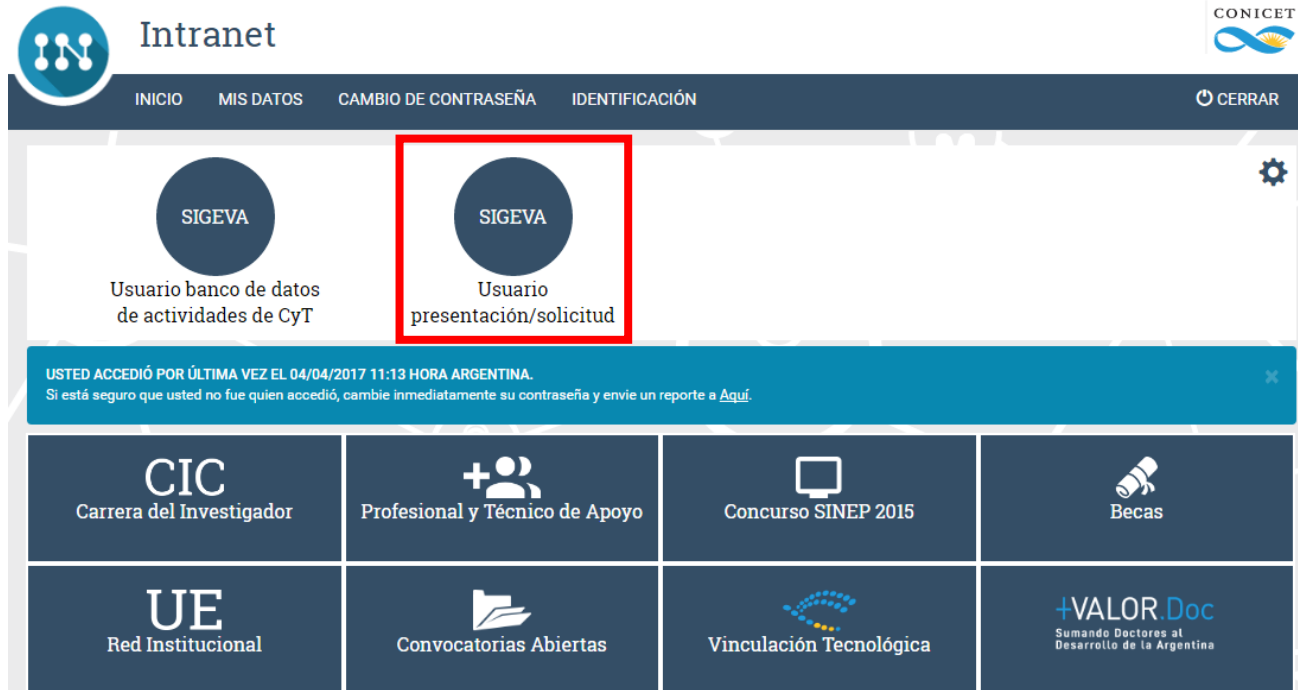 IN
Intranet
CONICET
INICIO MIS DATOS CAMBIO DE CONTRASEÑA IDENTIFICACIÓN CERRAR
SIGEVA
Usuario banco de datos
de actividades de CyT
SIGEVA
Usuario
presentación/solicitud
USTED ACCEDIÓ POR ÚLTIMA VEZ EL 04/04/2017 11:13 HORA ARGENTINA.
Si está seguro que usted no fue quien accedió, cambie inmediatamente su contraseña y envie un reporte a Aquí.
CIC
Carrera del Investigador
Profesional y Técnico de Apoyo
Concurso SINEP 2015
Becas
UE
Red Institucional
Convocatorias Abiertas
Vinculación Tecnológica
+VALOR.Doc
Sumando Doctores al
Desarrollo de la Argentina